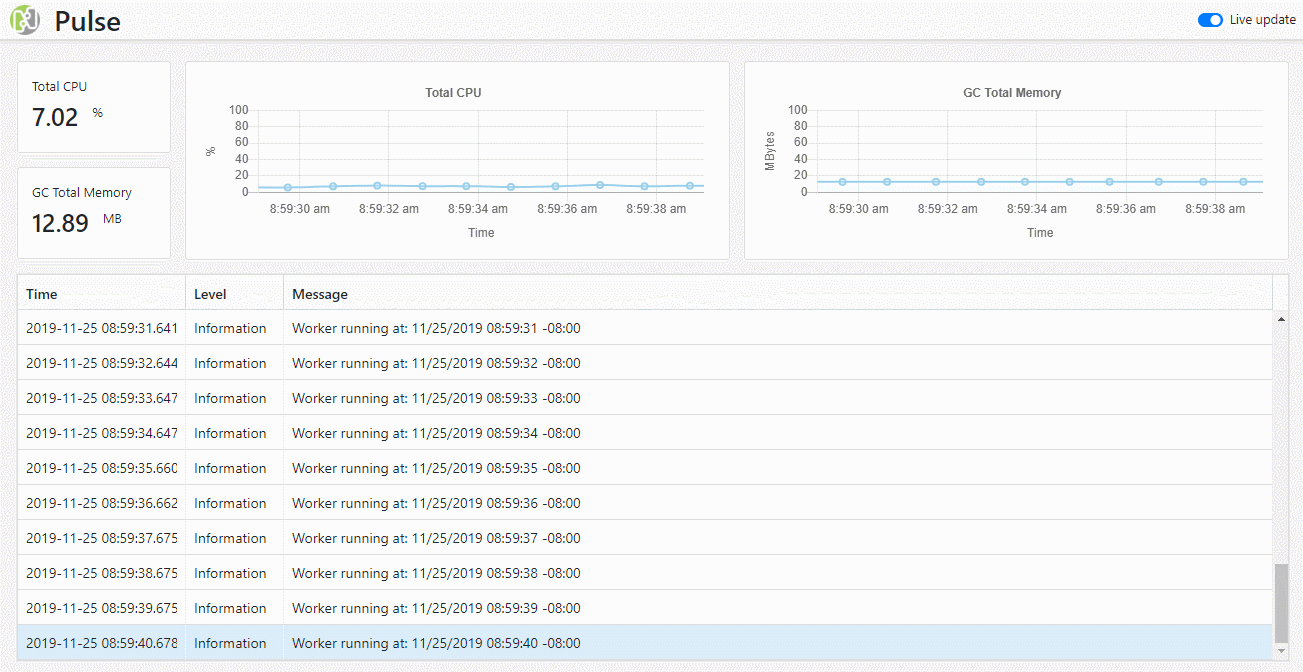 Pulse
Live update
Total CPU
7.02 %
GC Total Memory
12.89 MB
Total CPU
100
80
60
40
20
0
%
8:59:30 am 8:59:32 am 8:59:34 am 8:59:36 am 8:59:38 am
Time
GC Total Memory
100
80
60
40
20
0
MBytes
8:59:30 am 8:59:32 am 8:59:34 am 8:59:36 am 8:59:38 am
Time
Time Level Message
2019-11-25 08:59:31.641 Information Worker running at: 11/25/2019 08:59:31 -08:00
2019-11-25 08:59:32.644 Information Worker running at: 11/25/2019 08:59:32 -08:00
2019-11-25 08:59:33.647 Information Worker running at: 11/25/2019 08:59:33 -08:00
2019-11-25 08:59:34.647 Information Worker running at: 11/25/2019 08:59:34 -08:00
2019-11-25 08:59:35.660 Information Worker running at: 11/25/2019 08:59:35 -08:00
2019-11-25 08:59:36.662 Information Worker running at: 11/25/2019 08:59:36 -08:00
2019-11-25 08:59:37.675 Information Worker running at: 11/25/2019 08:59:37 -08:00
2019-11-25 08:59:38.675 Information Worker running at: 11/25/2019 08:59:38 -08:00
2019-11-25 08:59:39.675 Information Worker running at: 11/25/2019 08:59:39 -08:00
2019-11-25 08:59:40.678 Information Worker running at: 11/25/2019 08:59:40 -08:00